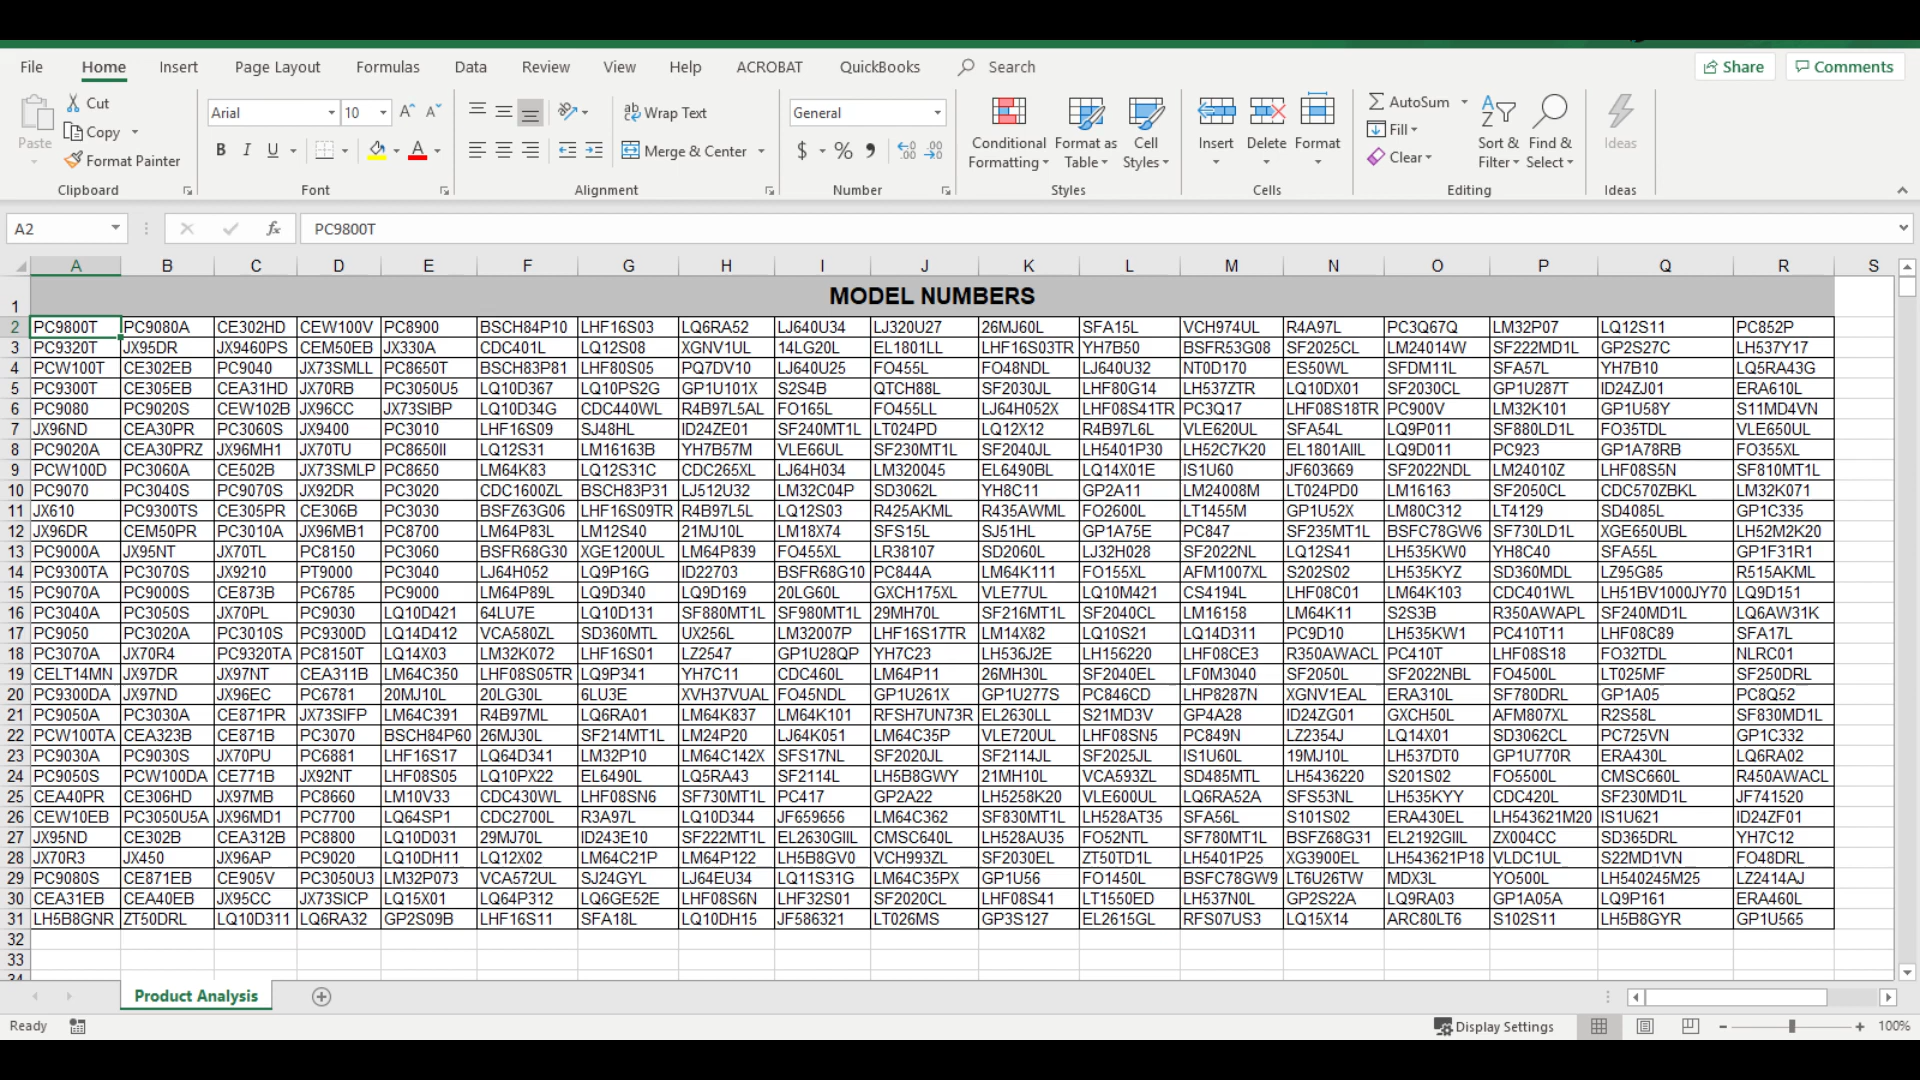 File Home Insert Page Layout Formulas Data Review View Help ACROBAT QuickBooks Search Share Comments
Cut Arial 10 Wrap Text General AutoSum
Copy Fill
Paste Conditional Format as Cell Insert Delete Format Sort & Find &
Format Painter B I U Merge & Center $ % Formatting Table Styles Clear Filter Select Ideas
Clipboard Font Alignment Number Styles Cells Editing Ideas
A2 fx PC9800T
A B C D E F G H I J K L M N O P Q R S
1 MODEL NUMBERS
2 PC9800T PC9080A CE302HD CEW100V PC8900 BSCH84P10 LHF16S03 LQ6RA52 LJ640U34 LJ320U27 26MJ60L SFA15L VCH974UL R4A97L PC3Q67Q LM32P07 LQ12S11 PC852P
3 PC9320T JX95DR JX9460PS CEM50EB JX330A CDC401L LQ12S08 XGNV1UL 14LG20L EL1801LL LHF16S03TR YH7B50 BSFR53G08 SF2025CL LM24014W SF222MD1L GP2S27C LH537Y17
4 PCW100T CE302EB PC9040 JX73SMLL PC8650T BSCH83P81 LHF80S05 PQ7DV10 LJ640U25 FO455L FO48NDL LJ640U32 NT0D170 ES50WL SFDM11L SFA57L YH7B10 LQ5RA43G
5 PC9300T CE305EB CEA31HD JX70RB PC3050U5 LQ10D367 LQ10PS2G GP1U101X S2S4B QTCH88L SF2030JL LHF80G14 LH537ZTR LQ10DX01 SF2030CL GP1U287T ID24ZJ01 ERA610L
6 PC9080 PC9020S CEW102B JX96CC JX73SIBP LQ10D34G CDC440WL R4B97L5AL FO165L FO455LL LJ64H052X LHF08S41TR PC3Q17 LHF08S18TR PC900V LM32K101 GP1U58Y S11MD4VN
7 JX96ND CEA30PR PC3060S JX9400 PC3010 LHF16S09 SJ48HL ID24ZE01 SF240MT1L LT024PD LQ12X12 R4B97L6L VLE620UL SFA54L LQ9P011 SF880LD1L FO35TDL VLE650UL
8 PC9020A CEA30PRZ JX96MH1 JX70TU PC8650II LQ12S31 LM16163B YH7B57M VLE66UL SF230MT1L SF2040JL LH5401P30 LH52C7K20 EL1801AIIL LQ9D011 PC923 GP1A78RB FO355XL
9 PCW100D PC3060A CE502B JX73SMLP PC8650 LM64K83 LQ12S31C CDC265XL LJ64H034 LM320045 EL6490BL LQ14X01E IS1U60 JF603669 SF2022NDL LM24010Z LHF08S5N SF810MT1L
10 PC9070 PC3040S PC9070S JX92DR PC3020 CDC1600ZL BSCH83P31 LJ512U32 LM32C04P SD3062L YH8C11 GP2A11 LM24008M LT024PD0 LM16163 SF2050CL CDC570ZBKL LM32K071
11 JX610 PC9300TS CE305PR CE306B PC3030 BSFZ63G06 LHF16S09TR R4B97L5L LQ12S03 R425AKML R435AWML FO2600L LT1455M GP1U52X LM80C312 LT4129 SD4085L GP1C335
12 JX96DR CEM50PR PC3010A JX96MB1 PC8700 LM64P83L LM12S40 21MJ10L LM18X74 SFS15L SJ51HL GP1A75E PC847 SF235MT1L BSFC78GW6 SF730LD1L XGE650UBL LH52M2K20
13 PC9000A JX95NT JX70TL PC8150 PC3060 BSFR68G30 XGE1200UL LM64P839 FO455XL LR38107 SD2060L LJ32H028 SF2022NL LQ12S41 LH535KW0 YH8C40 SFA55L GP1F31R1
14 PC9300TA PC3070S JX9210 PT9000 PC3040 LJ64H052 LQ9P16G ID22703 BSFR68G10 PC844A LM64K111 FO155XL AFM1007XL S202S02 LH535KYZ SD360MDL LZ95G85 R515AKML
15 PC9070A PC9000S CE873B PC6785 PC9000 LM64P89L LQ9D340 LQ9D169 20LG60L GXCH175XL VLE77UL LQ10M421 CS4194L LHF08C01 LM64K103 CDC401WL LH51BV1000JY70 LQ9D151
16 PC3040A PC3050S JX70PL PC9030 LQ10D421 64LU7E LQ10D131 SF880MT1L SF980MT1L 29MH70L SF216MT1L SF2040CL LM16158 LM64K11 S2S3B R350AWAPL SF240MD1L LQ6AW31K
17 PC9050 PC3020A PC3010S PC9300D LQ14D412 VCA580ZL SD360MTL UX256L LM32007P LHF16S17TR LM14X82 LQ10S21 LQ14D311 PC9D10 LH535KW1 PC410T11 LHF08C89 SFA17L
18 PC3070A JX70R4 PC9320TA PC8150T LQ14X03 LM32K072 LHF16S01 LZ2547 GP1U28QP YH7C23 LH536J2E LH156220 LHF08CE3 R350AWACL PC410T LHF08S18 FO32TDL NLRC01
19 CELT14MN JX97DR JX97NT CEA311B LM64C350 LHF08S05TR LQ9P341 YH7C11 CDC460L LM64P11 26MH30L SF2040EL LF0M3040 SF2050L SF2022NBL FO4500L LT025MF SF250DRL
20 PC9300DA JX97ND JX96EC PC6781 20MJ10L 20LG30L 6LU3E XVH37VUAL FO45NDL GP1U261X GP1U277S PC846CD LHP8287N XGNV1EAL ERA310L SF780DRL GP1A05 PC8Q52
21 PC9050A PC3030A CE871PR JX73SIFP LM64C391 R4B97ML LQ6RA01 LM64K837 LM64K101 RFSH7UN73R EL2630LL S21MD3V GP4A28 ID24ZG01 GXCH50L AFM807XL R2S58L SF830MD1L
22 PCW100TA CEA323B CE871B PC3070 BSCH84P60 26MJ30L SF214MT1L LM24P20 LJ64K051 LM64C35P VLE720UL LHF08SN5 PC849N LZ2354J LQ14X01 SD3062CL PC725VN GP1C332
23 PC9030A PC9030S JX70PU PC6881 LHF16S17 LQ64D341 LM32P10 LM64C142X SFS17NL SF2020JL SF2114JL SF2025JL IS1U60L 19MJ10L LH537DT0 GP1U770R ERA430L LQ6RA02
24 PC9050S PCW100DA CE771B JX92NT LHF08S05 LQ10PX22 EL6490L LQ5RA43 SF2114L LH5B8GWY 21MH10L VCA593ZL SD485MTL LH5436220 S201S02 FO5500L CMSC660L R450AWACL
25 CEA40PR CE306HD JX97MB PC8660 LM10V33 CDC430WL LHF08SN6 SF730MT1L PC417 GP2A22 LH5258K20 VLE600UL LQ6RA52A SFS53NL LH535KYY CDC420L SF230MD1L JF741520
26 CEW10EB PC3050U5A JX96MD1 PC7700 LQ64SP1 CDC2700L R3A97L LQ10D344 JF659656 LM64C362 SF830MT1L LH528AT35 SFA56L S101S02 ERA430EL LH543621M20 IS1U621 ID24ZF01
27 JX95ND CE302B CEA312B PC8800 LQ10D031 29MJ70L ID243E10 SF222MT1L EL2630GIIL CMSC640L LH528AU35 FO52NTL SF780MT1L BSFZ68G31 EL2192GIIL ZX004CC SD365DRL YH7C12
28 JX70R3 JX450 JX96AP PC9020 LQ10DH11 LQ12X02 LM64C21P LM64P122 LH5B8GV0 VCH993ZL SF2030EL ZT50TD1L LH5401P25 XG3900EL LH543621P18 VLDC1UL S22MD1VN FO48DRL
29 PC9080S CE871EB CE905V PC3050U3 LM32P073 VCA572UL SJ24GYL LJ64EU34 LQ11S31G LM64C35PX GP1U56 FO1450L BSFC78GW9 LT6U26TW MDX3L YO500L LH540245M25 LZ2414AJ
30 CEA31EB CEA40EB JX95CC JX73SICP LQ15X01 LQ64P312 LQ6GE52E LHF08S6N LHF32S01 SF2020CL LHF08S41 LT1550ED LH537N0L GP2S22A LQ9RA03 GP1A05A LQ9P161 ERA460L
31 LH5B8GNR ZT50DRL LQ10D311 LQ6RA32 GP2S09B LHF16S11 SFA18L LQ10DH15 JF586321 LT026MS GP3S127 EL2615GL RFS07US3 LQ15X14 ARC80LT6 S102S11 LH5B8GYR GP1U565
32
33
34
Product Analysis
Ready Display Settings 100%